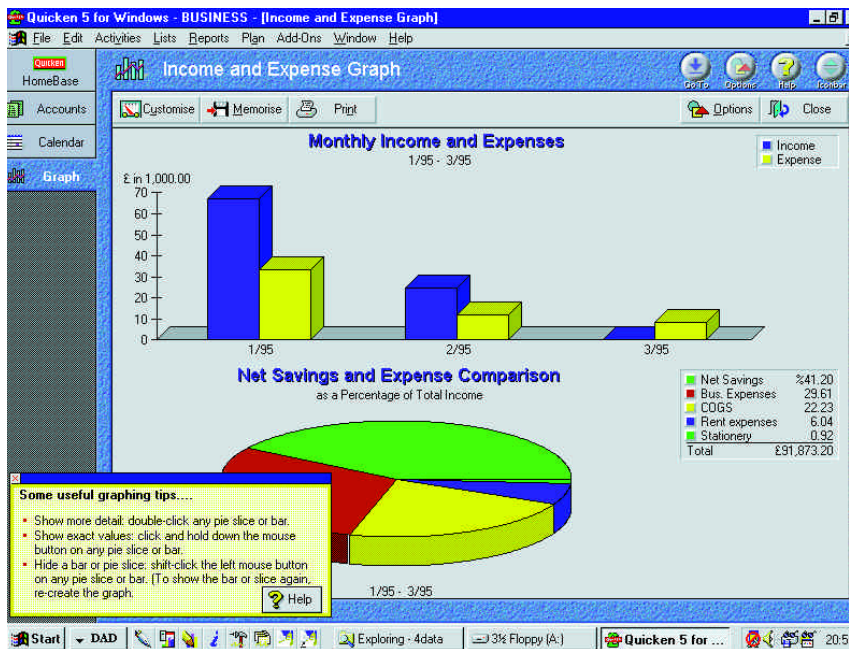 Quicken 5 for Windows - BUSINESS - [Income and Expense Graph]
File Edit Activities Lists Reports Plan Add-Ons Window Help
Quicken
HomeBase
Income and Expense Graph
GoTo Options Help Iconbar
Accounts
Customise Memorise Print Options Close
Calendar
Graph
Monthly Income and Expenses
1/95 - 3/95
Income
Expense
£ in 1,000.00
70
60
50
40
30
20
10
0
1/95 2/95 3/95
Net Savings and Expense Comparison
as a Percentage of Total Income
Net Savings %41.20
Bus. Expenses 29.61
COGS 22.23
Rent expenses 6.04
Stationery 0.92
Total £91,873.20
Some useful graphing tips....
Show more detail: double-click any pie slice or bar.
Show exact values: click and hold down the mouse
button on any pie slice or bar.
Hide a bar or pie slice: shift-click the left mouse button
on any pie slice or bar. (To show the bar or slice again,
re-create the graph.
Help
1/95 - 3/95
Start DAD Exploring - 4data 3½ Floppy (A:) Quicken 5 for ... 20:5